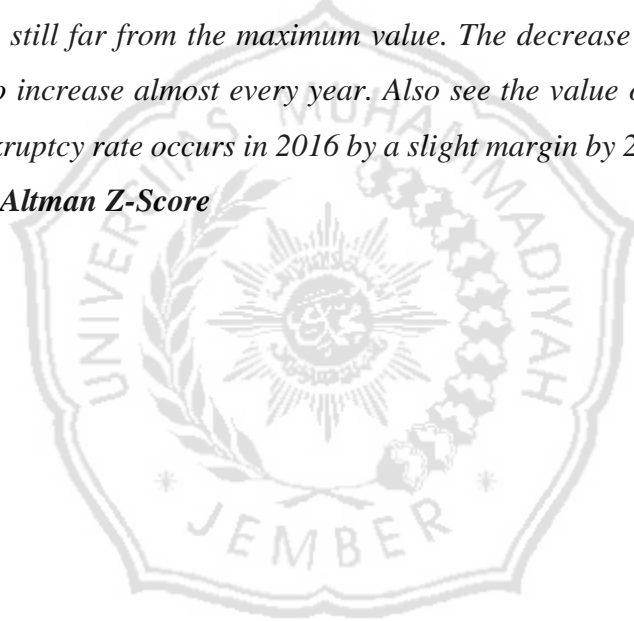 still far from the maximum value. The decrease
increase almost every year. Also see the value
kruptcy rate occurs in 2016 by a slight margin by 2
Altman Z-Score
UNIVERSITAS MUHAMMADIYAH
JEMBER